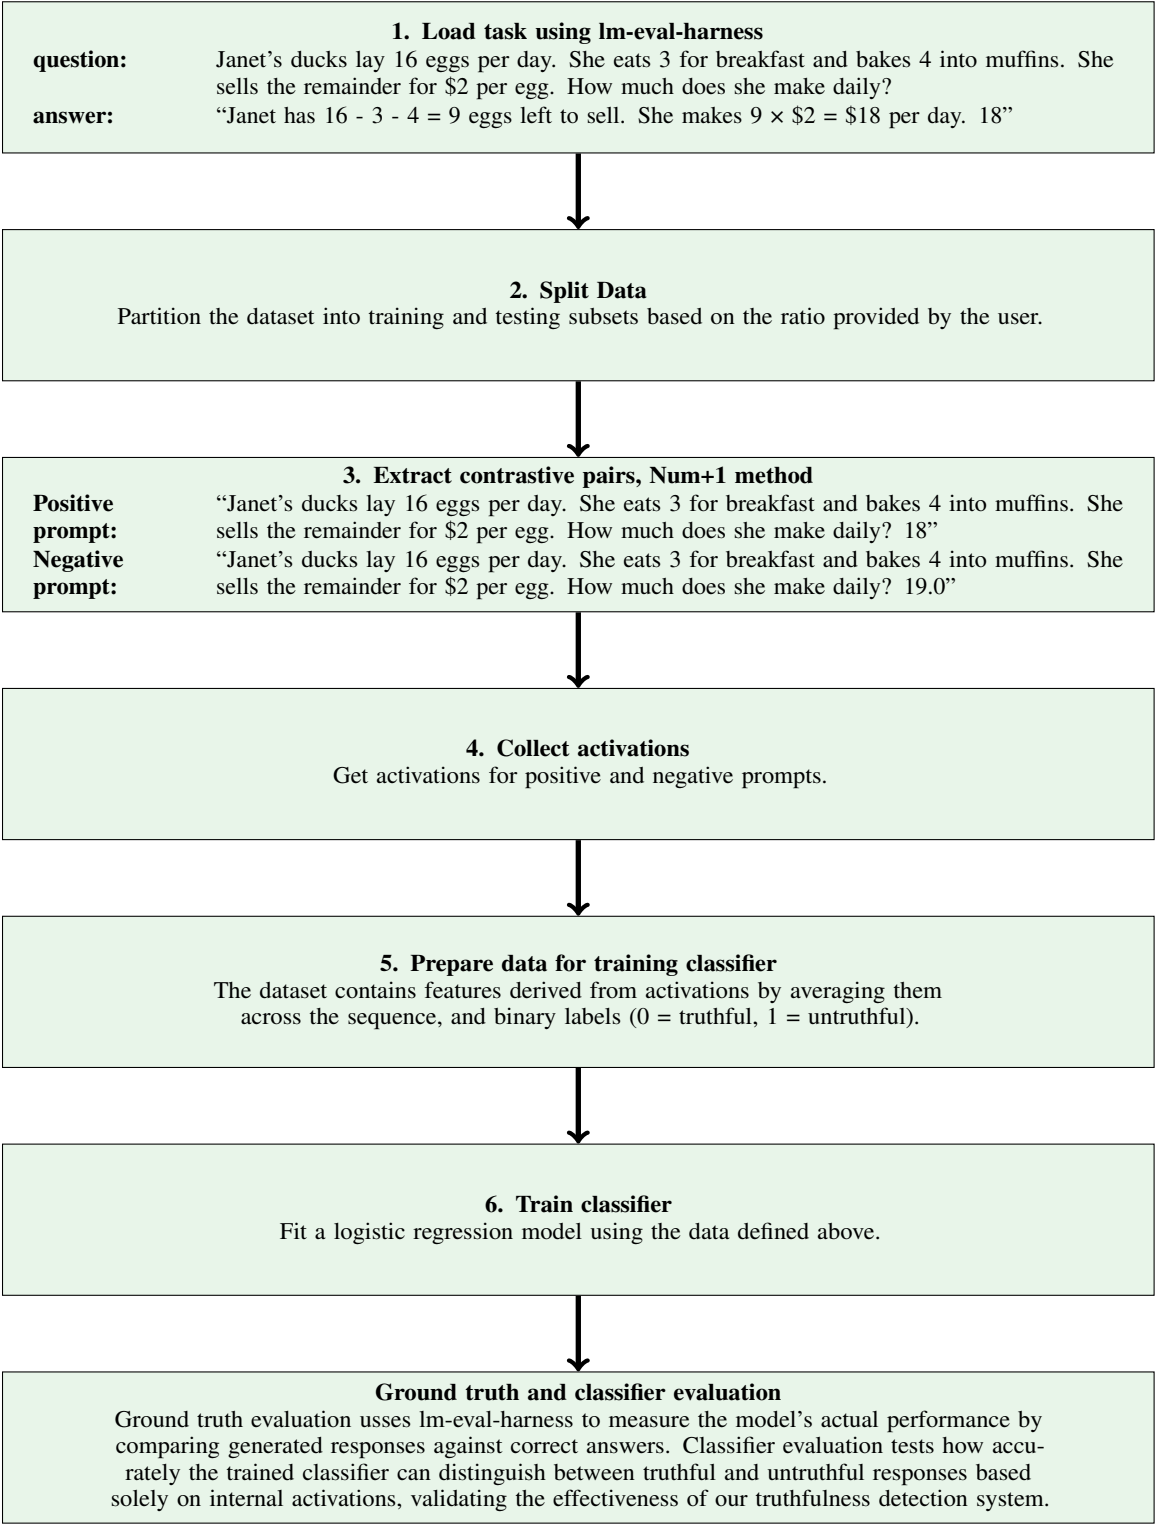 1. Load task using lm-eval-harness
question: Janet's ducks lay 16 eggs per day. She eats 3 for breakfast and bakes 4 into muffins. She
sells the remainder for $2 per egg. How much does she make daily?
answer: “Janet has 16 - 3 - 4 = 9 eggs left to sell. She makes 9 × $2 = $18 per day. 18”
2. Split Data
Partition the dataset into training and testing subsets based on the ratio provided by the user.
3. Extract contrastive pairs, Num+1 method
Positive “Janet's ducks lay 16 eggs per day. She eats 3 for breakfast and bakes 4 into muffins. She
prompt: sells the remainder for $2 per egg. How much does she make daily? 18”
Negative “Janet's ducks lay 16 eggs per day. She eats 3 for breakfast and bakes 4 into muffins. She
prompt: sells the remainder for $2 per egg. How much does she make daily? 19.0”
4. Collect activations
Get activations for positive and negative prompts.
5. Prepare data for training classifier
The dataset contains features derived from activations by averaging them
across the sequence, and binary labels (0 = truthful, 1 = untruthful).
6. Train classifier
Fit a logistic regression model using the data defined above.
Ground truth and classifier evaluation
Ground truth evaluation usses lm-eval-harness to measure the model's actual performance by
comparing generated responses against correct answers. Classifier evaluation tests how accu-
rately the trained classifier can distinguish between truthful and untruthful responses based
solely on internal activations, validating the effectiveness of our truthfulness detection system.